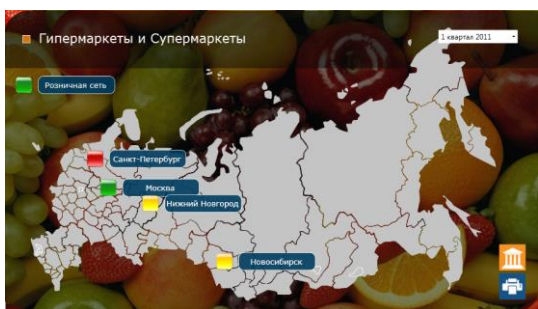 Гипермаркеты и Супермаркеты
1 квартал 2011
Розничная сеть
Санкт-Петербург
Москва
Нижний Новгород
Новосибирск